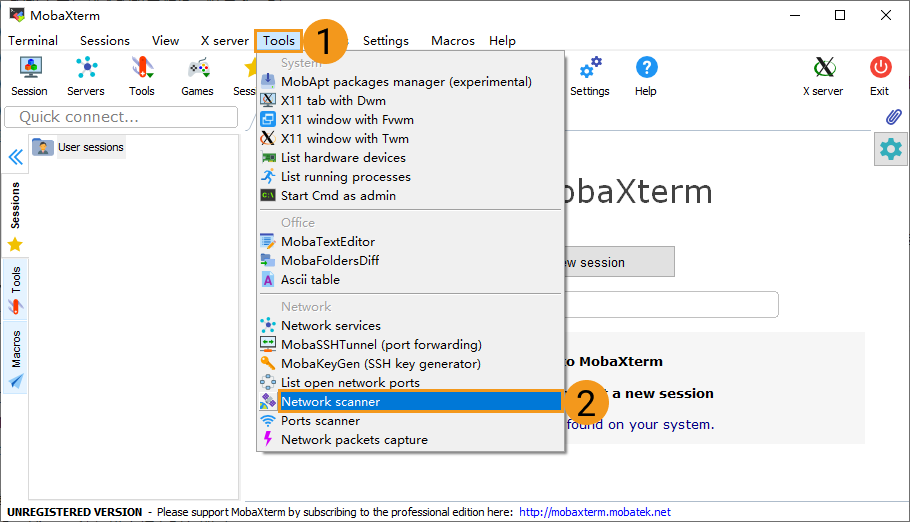 MobaXterm
Terminal Sessions View X server Tools 1 Settings Macros Help
Session Servers Tools Games Settings Help X server Exit
Quick connect...
User sessions
Sessions
Tools
Macros
System
MobApt packages manager (experimental)
X11 tab with Dwm
X11 window with Fvwm
X11 window with Twm
List hardware devices
List running processes
Start Cmd as admin
Office
MobaTextEditor
MobaFoldersDiff
Ascii table
Network
Network services
MobaSSHTunnel (port forwarding)
MobaKeyGen (SSH key generator)
List open network ports
Network scanner 2
Ports scanner
Network packets capture
obaXterm
ew session
to MobaXterm
a new session
found on your system.
UNREGISTERED VERSION - Please support MobaXterm by subscribing to the professional edition here: http://mobaxterm.mobatek.net